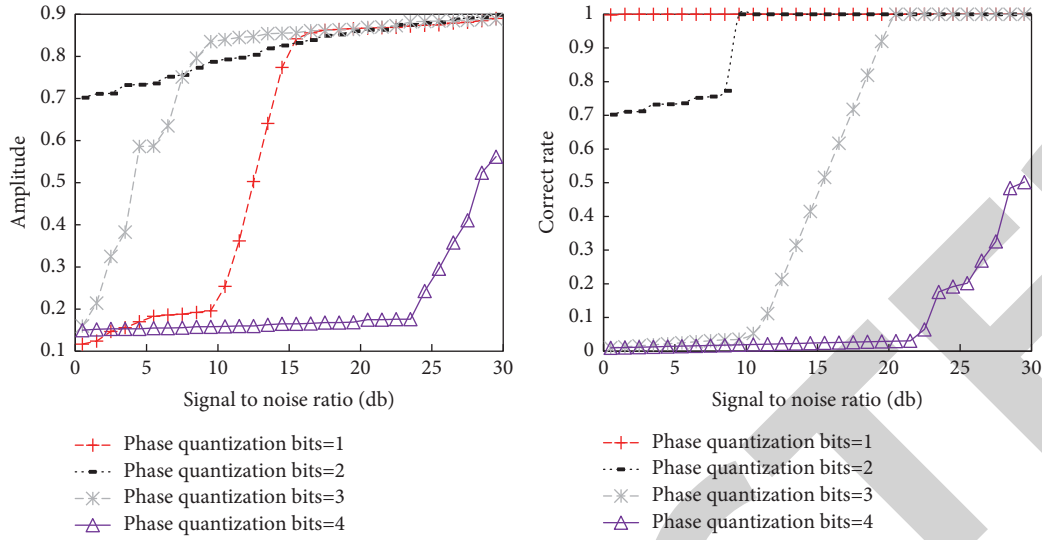 0.9
0.8
0.7
0.6
0.5
0.4
0.3
0.2
0.1
Amplitude
0 5 10 15 20 25 30
Signal to noise ratio (db)
Phase quantization bits=1
Phase quantization bits=2
Phase quantization bits=3
Phase quantization bits=4
1
0.9
0.8
0.7
0.6
0.5
0.4
0.3
0.2
0.1
0
Correct rate
0 5 10 15 20 25 30
Signal to noise ratio (db)
Phase quantization bits=1
Phase quantization bits=2
Phase quantization bits=3
Phase quantization bits=4